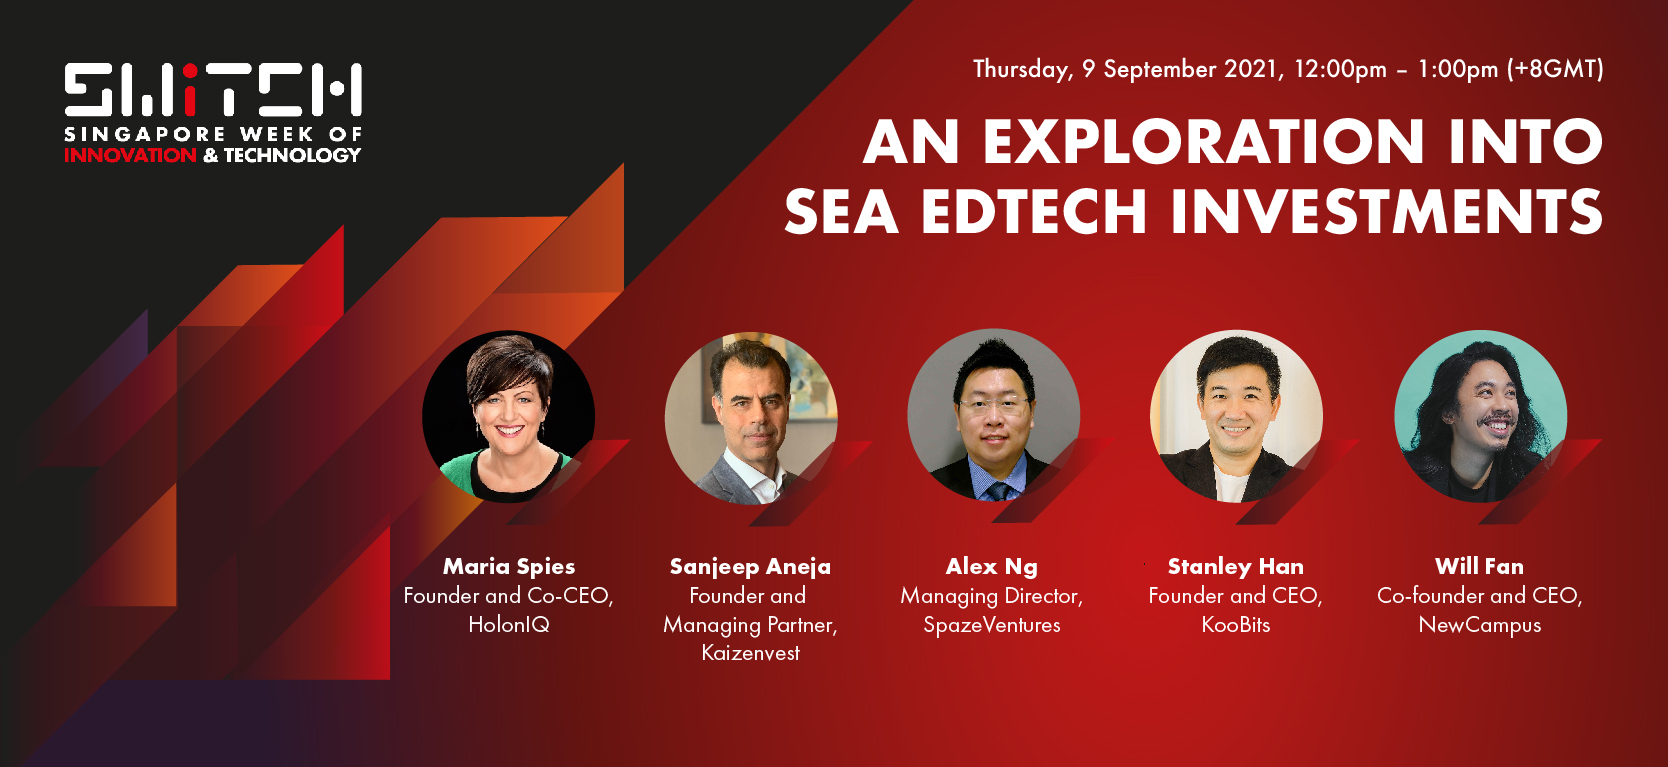 SWiTCH
SINGAPORE WEEK OF
INNOVATION & TECHNOLOGY
Thursday, 9 September 2021, 12:00pm – 1:00pm (+8GMT)
AN EXPLORATION INTO
SEA EDTECH INVESTMENTS
Maria Spies
Founder and Co-CEO,
HolonIQ
Sanjeep Aneja
Founder and
Managing Partner,
Kaizenvest
Alex Ng
Managing Director,
SpazeVentures
Stanley Han
Founder and CEO,
KooBits
Will Fan
Co-founder and CEO,
NewCampus